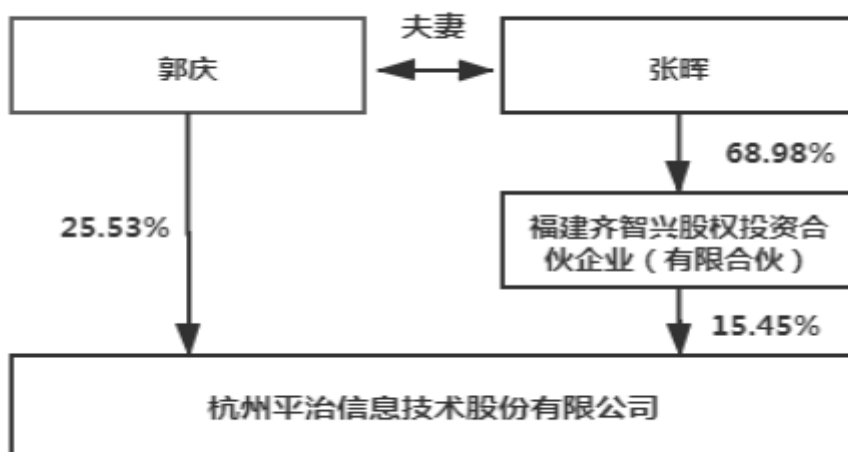 夫妻
郭庆
张晖
68.98%
25.53%
福建齐智兴股权投资合
伙企业（有限合伙）
15.45%
杭州平治信息技术股份有限公司